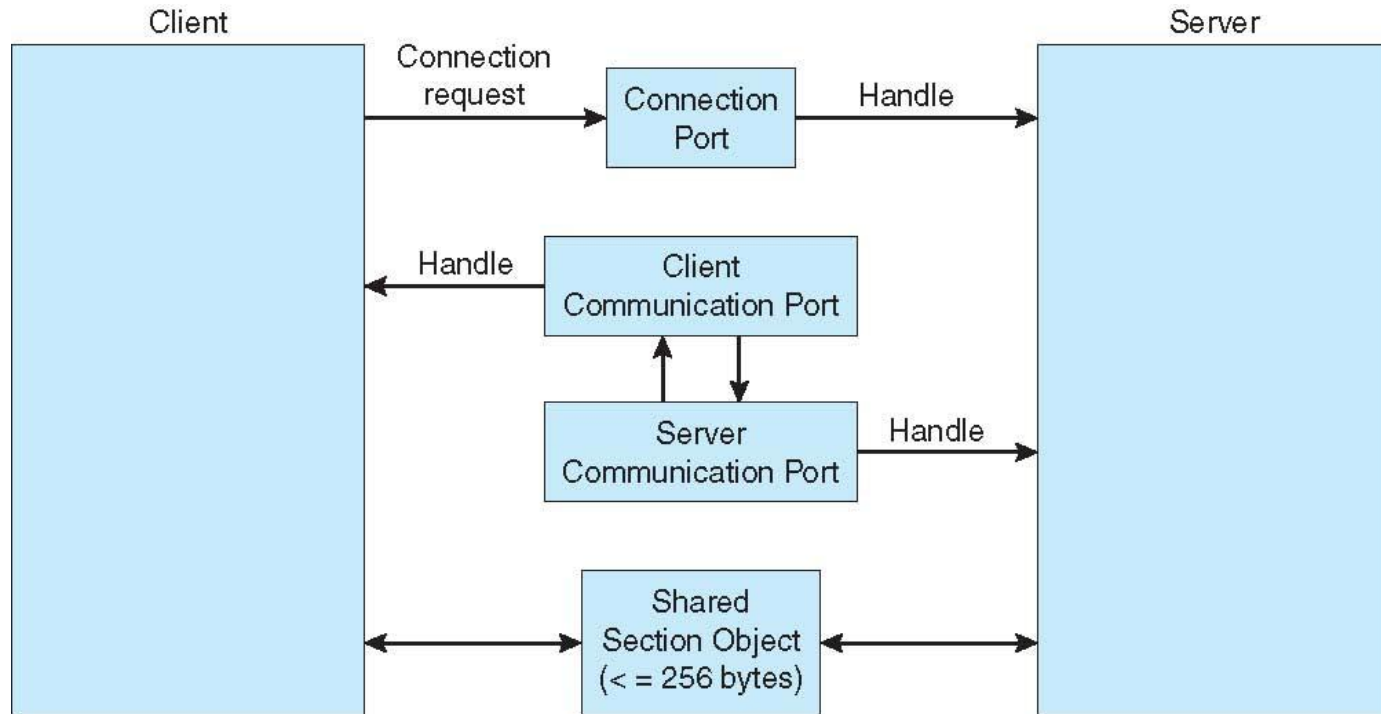 Client
Server
Connection
request
Connection
Port
Handle
Handle
Client
Communication Port
Server
Communication Port
Handle
Shared
Section Object
(< = 256 bytes)